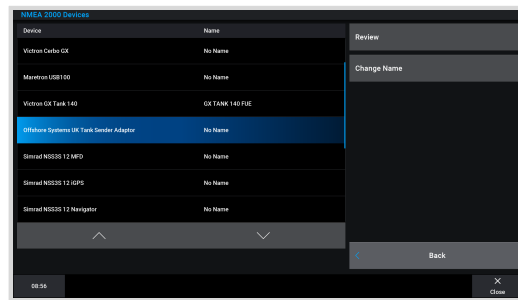 NMEA 2000 Devices
Device Name
Victron Cerbo GX No Name
Maretron USB100 No Name
Victron GX Tank 140 GX TANK 140 FUE
Offshore Systems UK Tank Sender Adaptor No Name
Simrad NSS3S 12 MFD No Name
Simrad NSS3S 12 iGPS No Name
Simrad NSS3S 12 Navigator No Name
Review
Change Name
Back
08:56
Close